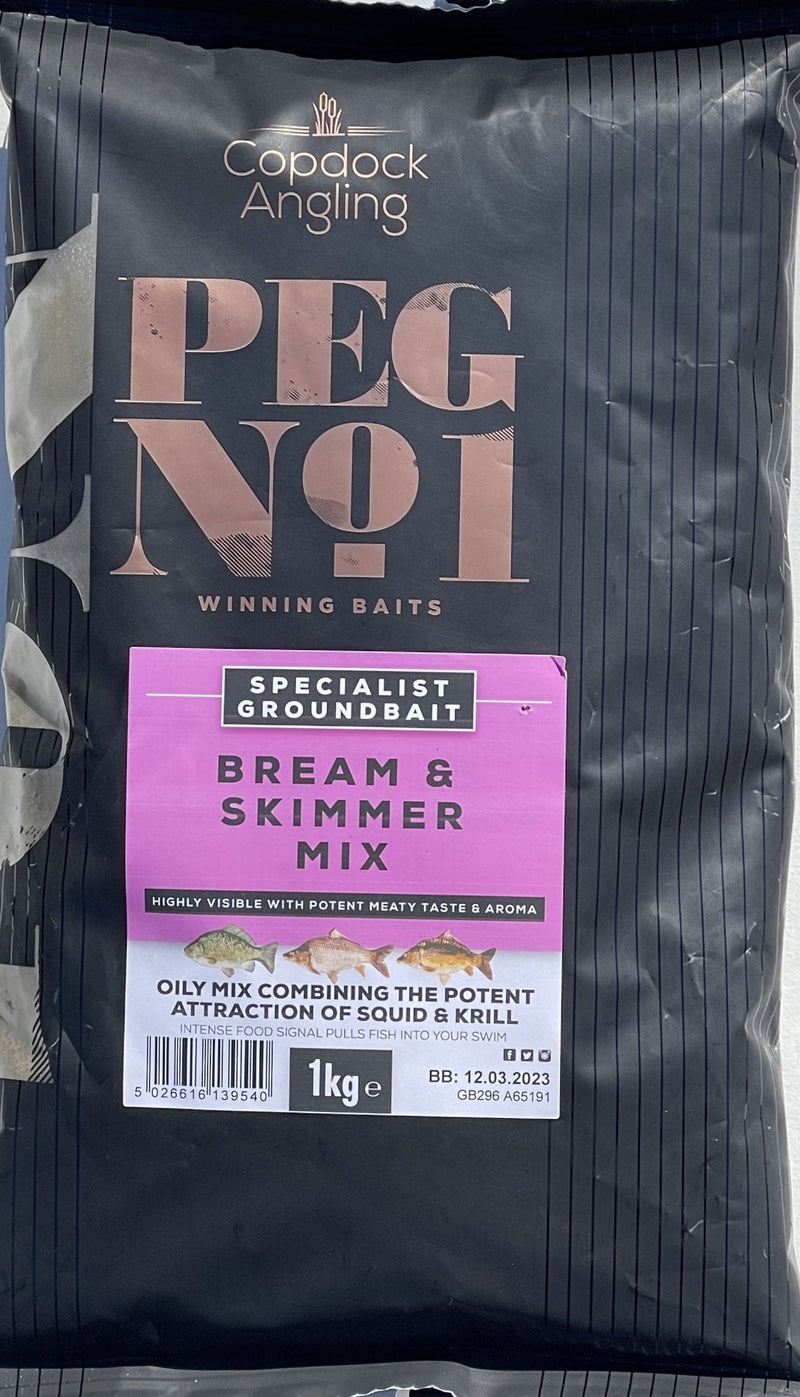 Copdock
Angling
PEG
Nº1
WINNING BAITS
SPECIALIST
GROUNDBAIT
BREAM &
SKIMMER
MIX
HIGHLY VISIBLE WITH POTENT MEATY TASTE & AROMA
OILY MIX COMBINING THE POTENT
ATTRACTION OF SQUID & KRILL
INTENSE FOOD SIGNAL PULLS FISH INTO YOUR SWIM
5 026616 139540
1kg e
BB: 12.03.2023
GB296 A65191